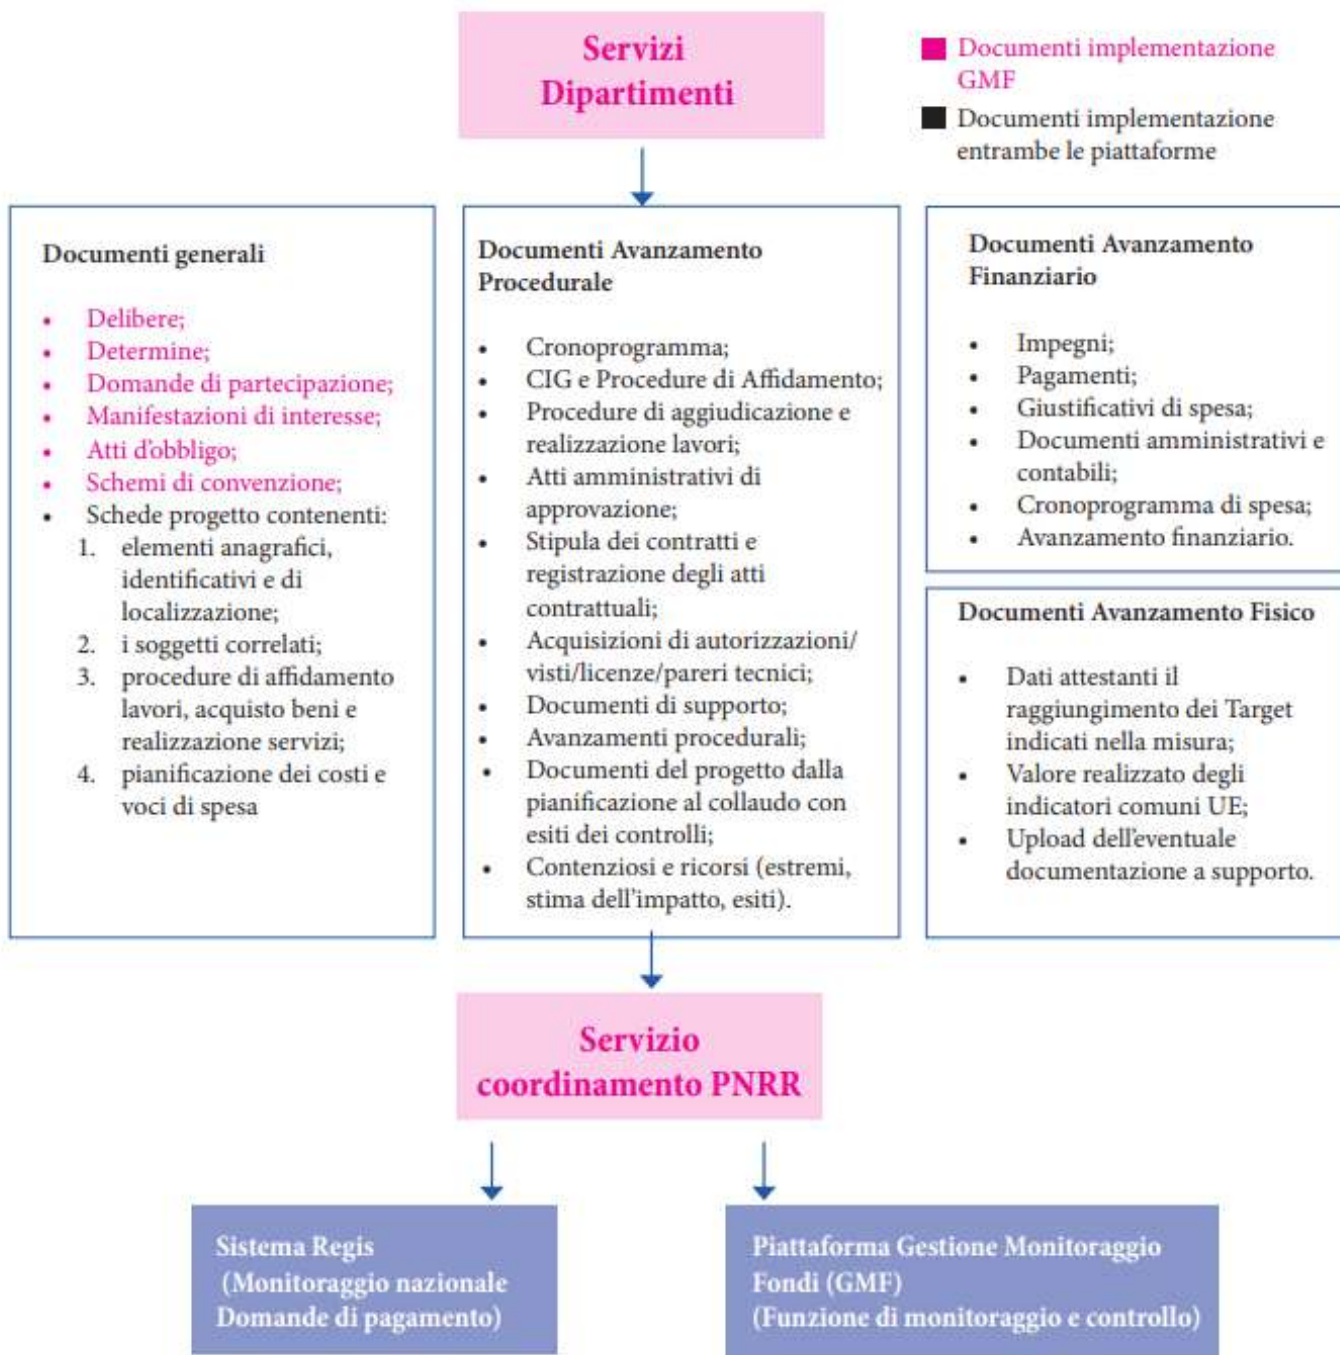 Servizi
Dipartimenti
Documenti implementazione
GMF
Documenti implementazione
entrambe le piattaforme
Documenti generali
• Delibere;
• Determine;
• Domande di partecipazione;
• Manifestazioni di interesse;
• Atti d'obbligo;
• Schemi di convenzione;
• Schede progetto contenenti:
1. elementi anagrafici,
identificativi e di
localizzazione;
2. i soggetti correlati;
3. procedure di affidamento
lavori, acquisto beni e
realizzazione servizi;
4. pianificazione dei costi e
voci di spesa
Documenti Avanzamento
Procedurale
• Cronoprogramma;
• CIG e Procedure di Affidamento;
• Procedure di aggiudicazione e
realizzazione lavori;
• Atti amministrativi di
approvazione;
• Stipula dei contratti e
registrazione degli atti
contrattuali;
• Acquisizioni di autorizzazioni/
visti/licenze/pareri tecnici;
• Documenti di supporto;
• Avanzamenti procedurali;
• Documenti del progetto dalla
pianificazione al collaudo con
esiti dei controlli;
• Contenziosi e ricorsi (estremi,
stima dell'impatto, esiti).
Documenti Avanzamento
Finanziario
• Impegni;
• Pagamenti;
• Giustificativi di spesa;
• Documenti amministrativi e
contabili;
• Cronoprogramma di spesa;
• Avanzamento finanziario.
Documenti Avanzamento Fisico
• Dati attestanti il
raggiungimento dei Target
indicati nella misura;
• Valore realizzato degli
indicatori comuni UE;
• Upload dell'eventuale
documentazione a supporto.
Servizio
coordinamento PNRR
Sistema Regis
(Monitoraggio nazionale
Domande di pagamento)
Piattaforma Gestione Monitoraggio
Fondi (GMF)
(Funzione di monitoraggio e controllo)